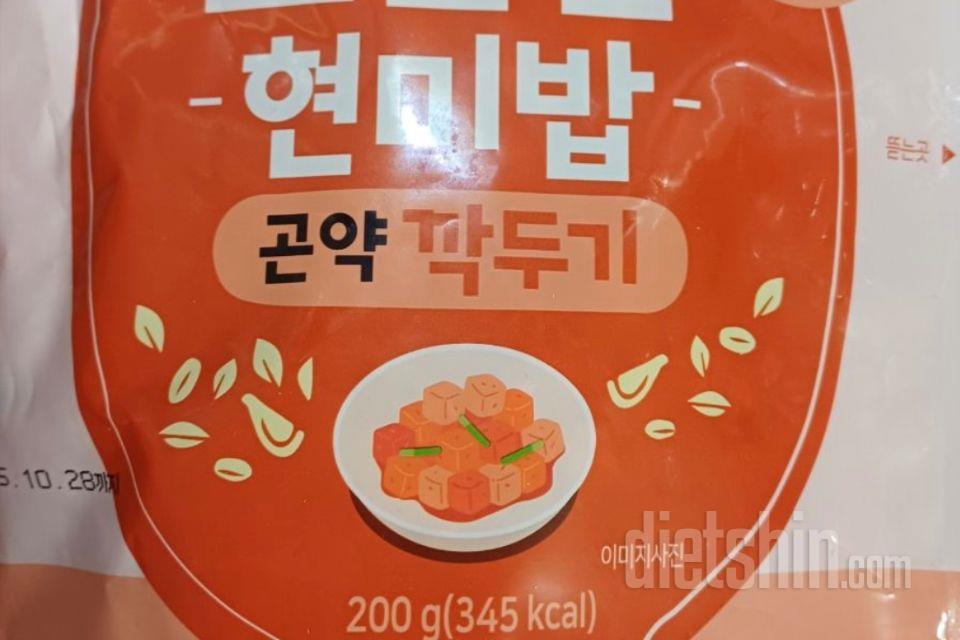 현미밥
곤약 깍두기
뜯는곳
5.10.28까지
이미지사진
dietshin.com
200 g(345 kcal)